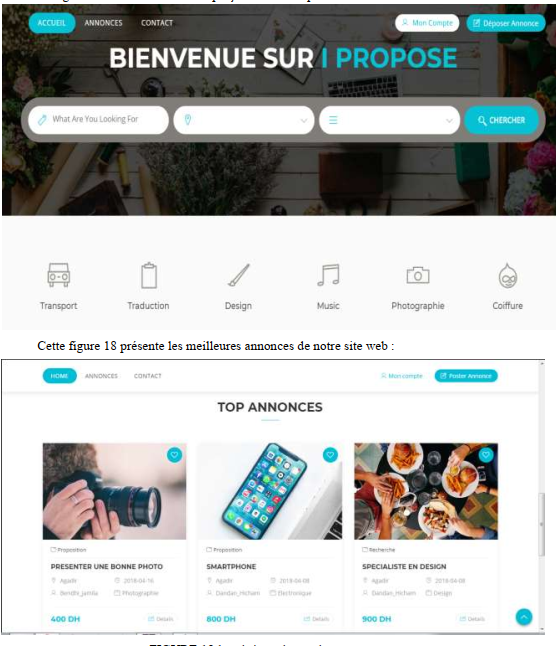 ACCUEIL ANNONCES CONTACT Mon Compte Déposer Annonce
BIENVENUE SUR I PROPOSE
What Are You Looking For CHERCHER
Transport Traduction Design Music Photographie Coiffure
Cette figure 18 présente les meilleures annonces de notre site web :
HOME ANNONCES CONTACT Mon compte Poster Annonce
TOP ANNONCES
Proposition Proposition Recherche
PRESENTER UNE BONNE PHOTO SMARTPHONE SPECIALISTE EN DESIGN
Agadir 2018-04-16 Agadir 2018-04-08 Agadir 2018-04-08
Benidhi_jamila Photographie Dandan_Hicham Electronique Dandan_Hicham Design
400 DH Details 800 DH Details 900 DH Details